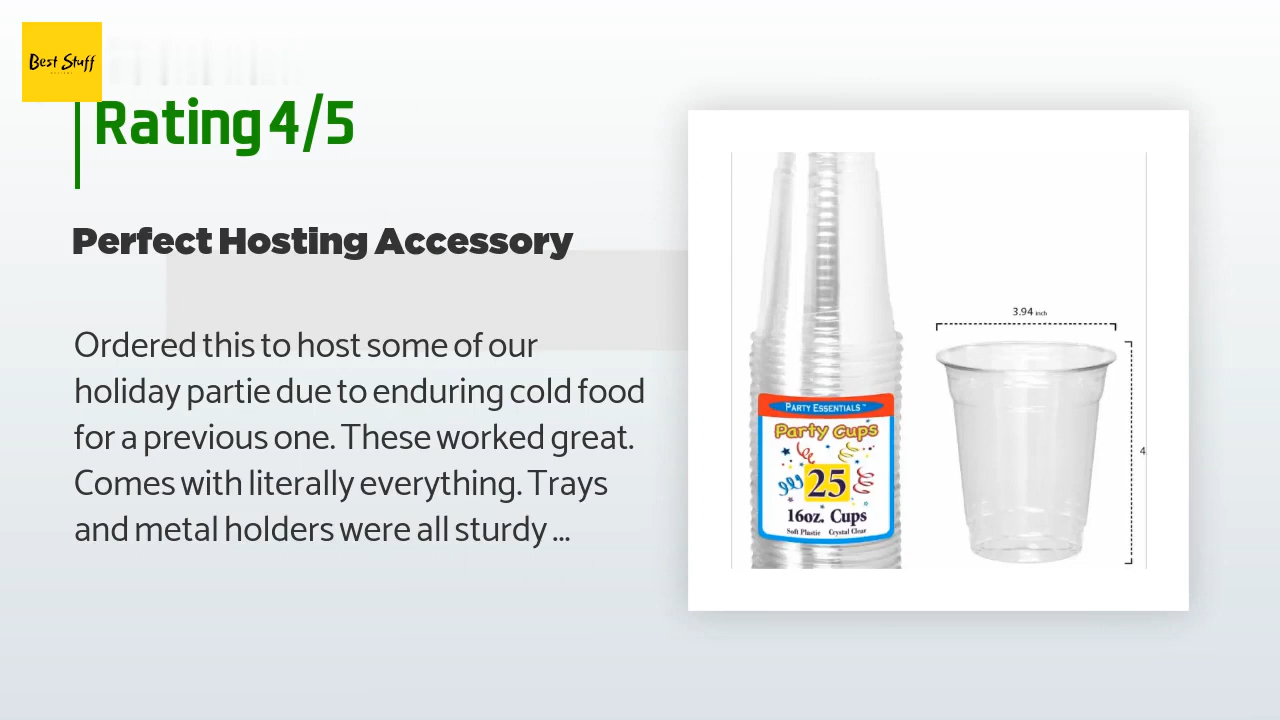 Best Stuff
Rating 4/5
Perfect Hosting Accessory
Ordered this to host some of our
holiday partie due to enduring cold food
for a previous one. These worked great.
Comes with literally everything. Trays
and metal holders were all sturdy ...
3.94 inch
4
PARTY ESSENTIALS™
Party Cups
25
16oz. Cups
Soft Plastic Crystal Clear